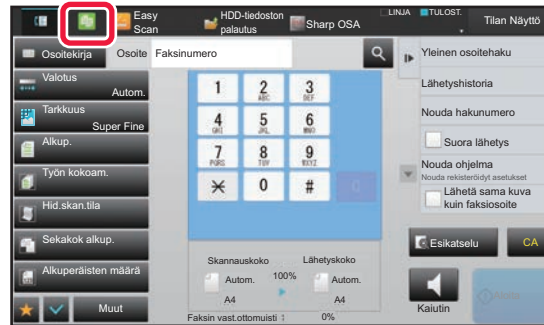 Easy
Scan
HDD-tiedoston
palautus
Sharp OSA
LINJA
TULOST.
Tilan Näyttö
Osoitekirja
Osoite
Faksinumero
Yleinen osoitehaku
Valotus
Autom.
Lähetyshistoria
Tarkkuus
Super Fine
Nouda hakunumero
Alkup.
Suora lähetys
Työn kokoam.
Nouda ohjelma
Nouda rekisteröidyt asetukset
Hid.skan.tila
Lähetä sama kuva
kuin faksiosoite
Sekakok alkup.
Esikatselu
CA
Alkuperäisten määrä
Muut
1
2
ABC
3
DEF
4
GHI
5
JKL
6
MNO
7
PQRS
8
TUV
9
WXYZ
0
#
C
Skannauskoko
Lähetyskoko
Autom.
100%
Autom.
A4
A4
Faksin vast.ottomuisti
0%
Kaiutin